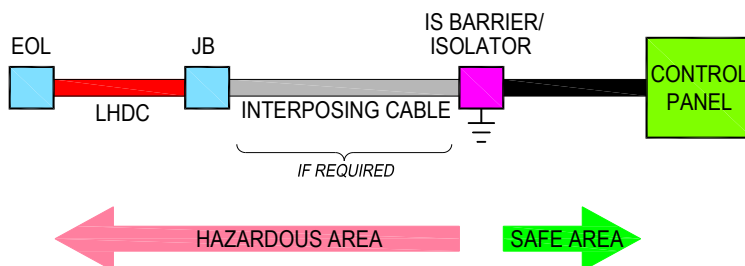 EOL
JB
IS BARRIER/
ISOLATOR
CONTROL
PANEL
LHDC
INTERPOSING CABLE
IF REQUIRED
HAZARDOUS AREA
SAFE AREA